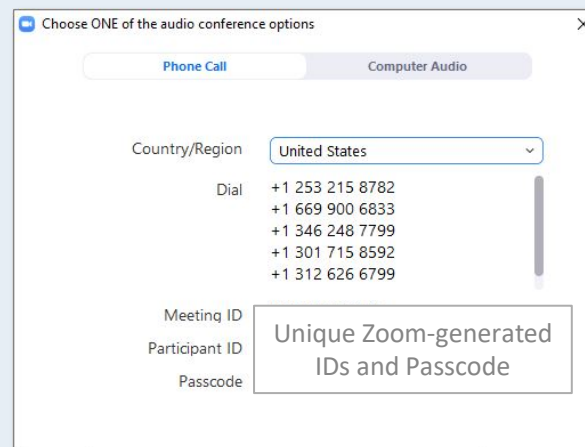 Choose ONE of the audio conference options
Phone Call Computer Audio
Country/Region United States
Dial +1 253 215 8782
+1 669 900 6833
+1 346 248 7799
+1 301 715 8592
+1 312 626 6799
Meeting ID
Participant ID
Passcode
Unique Zoom-generated
IDs and Passcode